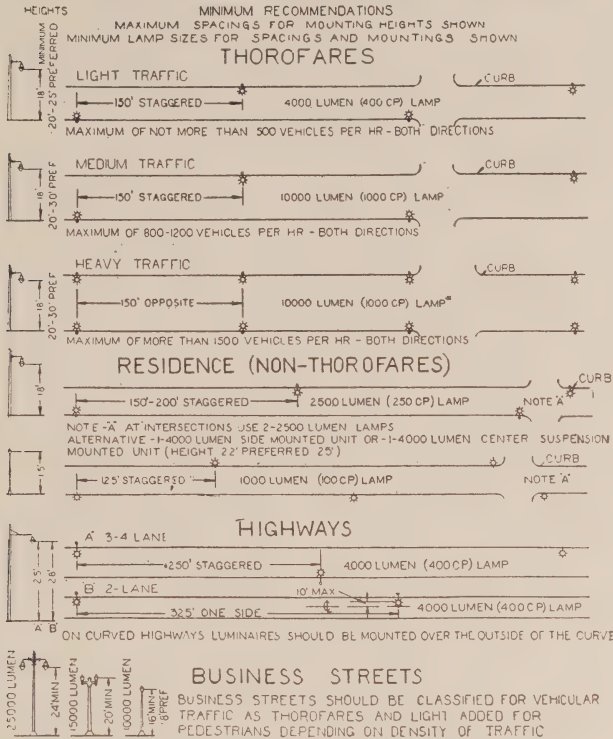 HEIGHTS
MINIMUM RECOMMENDATIONS
MAXIMUM SPACINGS FOR MOUNTING HEIGHTS SHOWN
MINIMUM LAMP SIZES FOR SPACINGS AND MOUNTINGS SHOWN
THOROFARES
MINIMUM
PREFERRED
18'
20'-25' PREF
LIGHT TRAFFIC
CURB
150' STAGGERED
4000 LUMEN (400 CP) LAMP
MAXIMUM OF NOT MORE THAN 500 VEHICLES PER HR - BOTH DIRECTIONS
18'
20'-30' PREF
MEDIUM TRAFFIC
CURB
150' STAGGERED
10000 LUMEN (1000 CP) LAMP
MAXIMUM OF 800-1200 VEHICLES PER HR - BOTH DIRECTIONS
18'
20'-30' PREF
HEAVY TRAFFIC
CURB
150' OPPOSITE
10000 LUMEN (1000 CP) LAMP*
MAXIMUM OF MORE THAN 1500 VEHICLES PER HR - BOTH DIRECTIONS
RESIDENCE (NON-THOROFARES)
18'
CURB
150'-200' STAGGERED
2500 LUMEN (250 CP) LAMP
NOTE "A"
NOTE -"A" AT INTERSECTIONS USE 2-2500 LUMEN LAMPS
ALTERNATIVE -1-4000 LUMEN SIDE MOUNTED UNIT OR -1-4000 LUMEN CENTER SUSPENSION
MOUNTED UNIT (HEIGHT 22' PREFERRED 25')
15'
CURB
125' STAGGERED
1000 LUMEN (100 CP) LAMP
NOTE "A"
HIGHWAYS
25'
28'
A' B'
"A" 3-4 LANE
250' STAGGERED
4000 LUMEN (400 CP) LAMP
"B" 2-LANE
10' MAX
325' ONE SIDE
4000 LUMEN (400 CP) LAMP
ON CURVED HIGHWAYS LUMINAIRES SHOULD BE MOUNTED OVER THE OUTSIDE OF THE CURVE
25000 LUMEN
24' MIN
15000 LUMEN
20' MIN
10000 LUMEN
16' MIN
18' PREF
BUSINESS STREETS
BUSINESS STREETS SHOULD BE CLASSIFIED FOR VEHICULAR
TRAFFIC AS THOROFARES AND LIGHT ADDED FOR
PEDESTRIANS DEPENDING ON DENSITY OF TRAFFIC